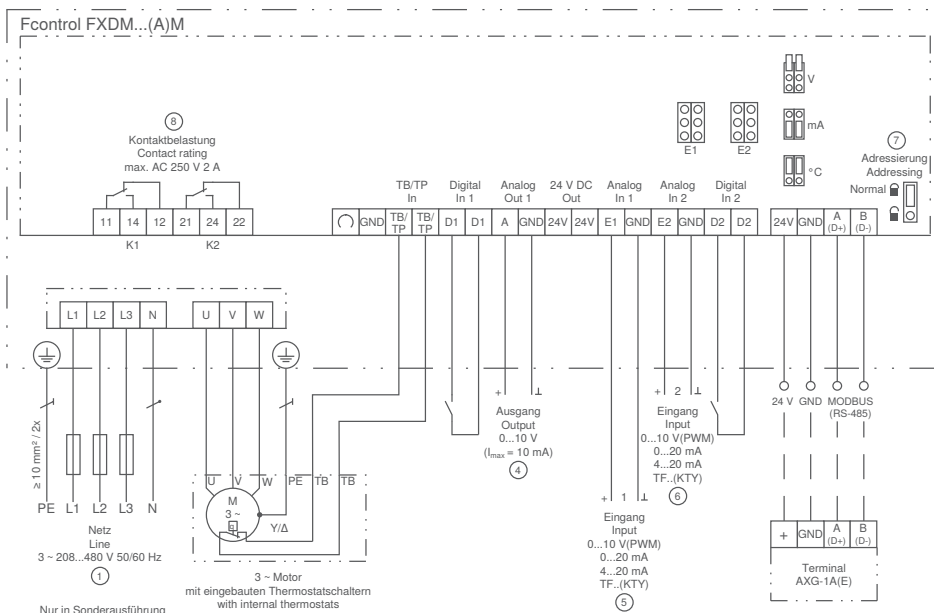 Fcontrol FXDM...(A)M
V
mA
°C
E1
E2
8
Kontaktbelastung
Contact rating
max. AC 250 V 2 A
7
Adressierung
Addressing
Normal
TB/TP
In
Digital
In 1
Analog
Out 1
24 V DC
Out
Analog
In 1
Analog
In 2
Digital
In 2
11 14 12 21 24 22
K1 K2
GND TB/TP TB/TP D1 D1 A GND 24V 24V E1 GND E2 GND D2 D2
24V GND A (D+) B (D-)
L1 L2 L3 N
U V W
≥ 10 mm² / 2x
PE L1 L2 L3 N
Netz
Line
3 ~ 208...480 V 50/60 Hz
1
Nur in Sonderausführung
U V W PE TB TB
M
3 ~
ϑ
Y/Δ
3 ~ Motor
mit eingebauten Thermostatschaltern
with internal thermostats
+ ⊥
Ausgang
Output
0...10 V
(Imax = 10 mA)
4
+ 1 ⊥
Eingang
Input
0...10 V(PWM)
0...20 mA
4...20 mA
TF..(KTY)
5
+ 2 ⊥
Eingang
Input
0...10 V(PWM)
0...20 mA
4...20 mA
TF..(KTY)
6
24 V GND MODBUS
(RS-485)
+ GND A (D+) B (D-)
Terminal
AXG-1A(E)